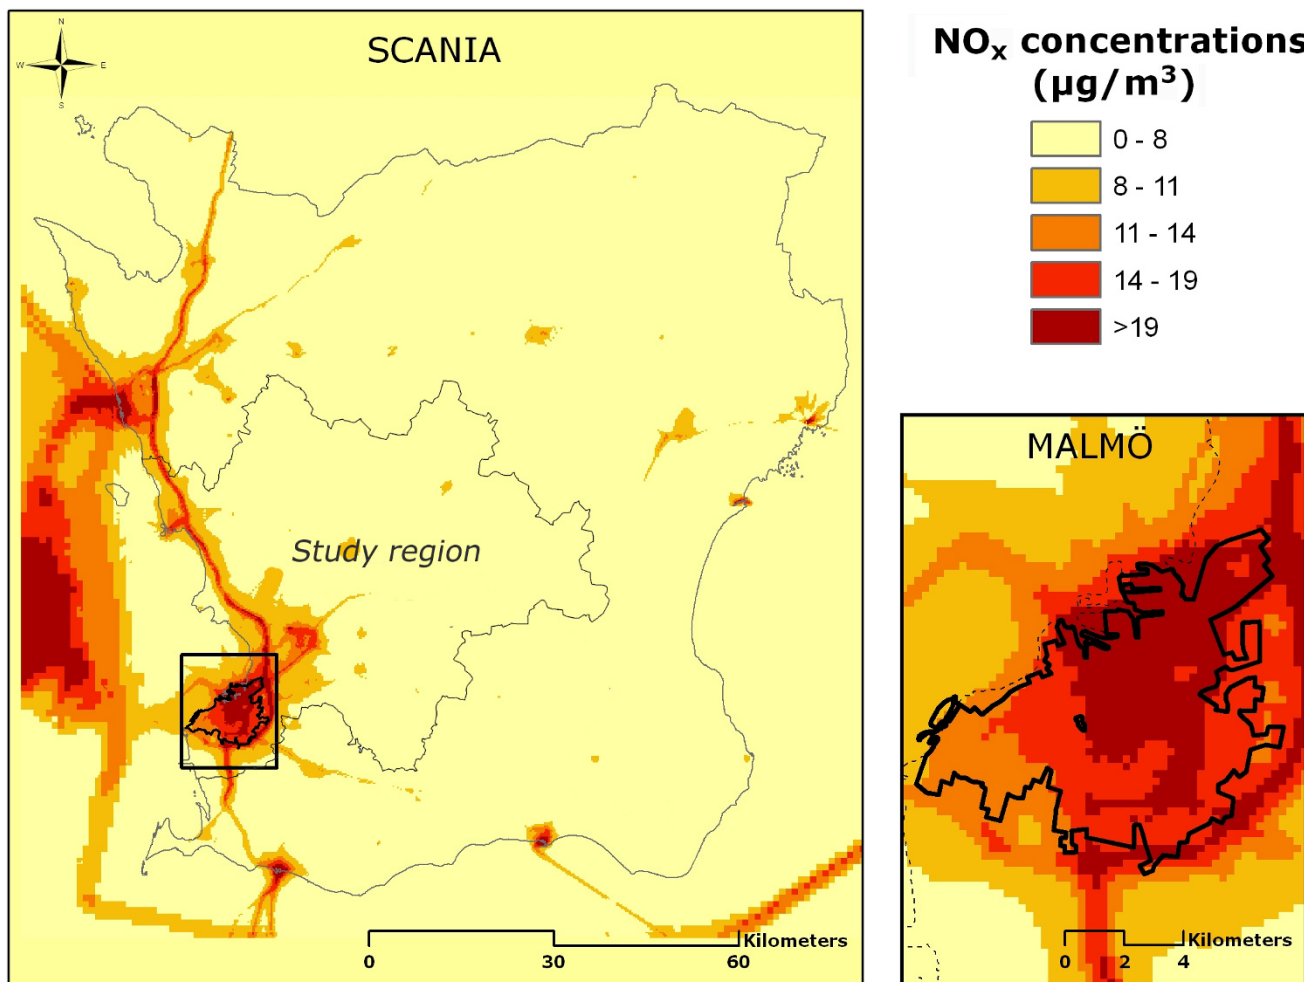 SCANIA
N
W
E
S
Study region
Kilometers
0
30
60
NOx concentrations
(µg/m³)
0 - 8
8 - 11
11 - 14
14 - 19
>19
MALMÖ
Kilometers
0
2
4